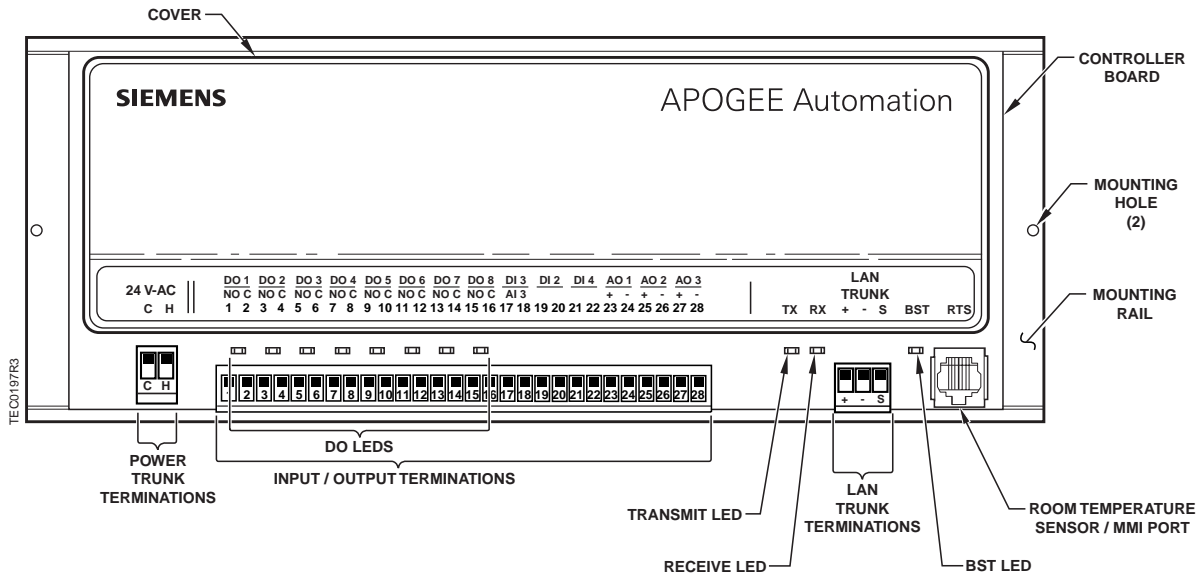 COVER
CONTROLLER
BOARD
SIEMENS
APOGEE Automation
MOUNTING
HOLE
(2)
24 V-AC
C H
DO 1 DO 2 DO 3 DO 4 DO 5 DO 6 DO 7 DO 8 DI 3 DI 2 DI 4 AO 1 AO 2 AO 3
NO C NO C NO C NO C NO C NO C NO C NO C AI 3 + - + - + -
1 2 3 4 5 6 7 8 9 10 11 12 13 14 15 16 17 18 19 20 21 22 23 24 25 26 27 28
LAN
TRUNK
TX RX + - S BST RTS
MOUNTING
RAIL
TEC0197R3
C H
1 2 3 4 5 6 7 8 9 10 11 12 13 14 15 16 17 18 19 20 21 22 23 24 25 26 27 28
+ - S
DO LEDS
POWER
TRUNK
TERMINATIONS
INPUT / OUTPUT TERMINATIONS
LAN
TRUNK
TERMINATIONS
TRANSMIT LED
ROOM TEMPERATURE
SENSOR / MMI PORT
RECEIVE LED
BST LED